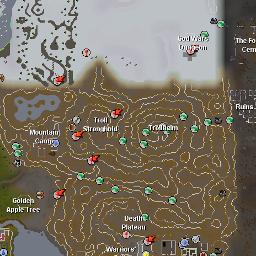 God Wars
Dungeon
The Fo
Cem
Ruins
Troll
Stronghold
Trollheim
Mountain
Camp
Golden
Apple Tree
Death
Plateau
Warriors'